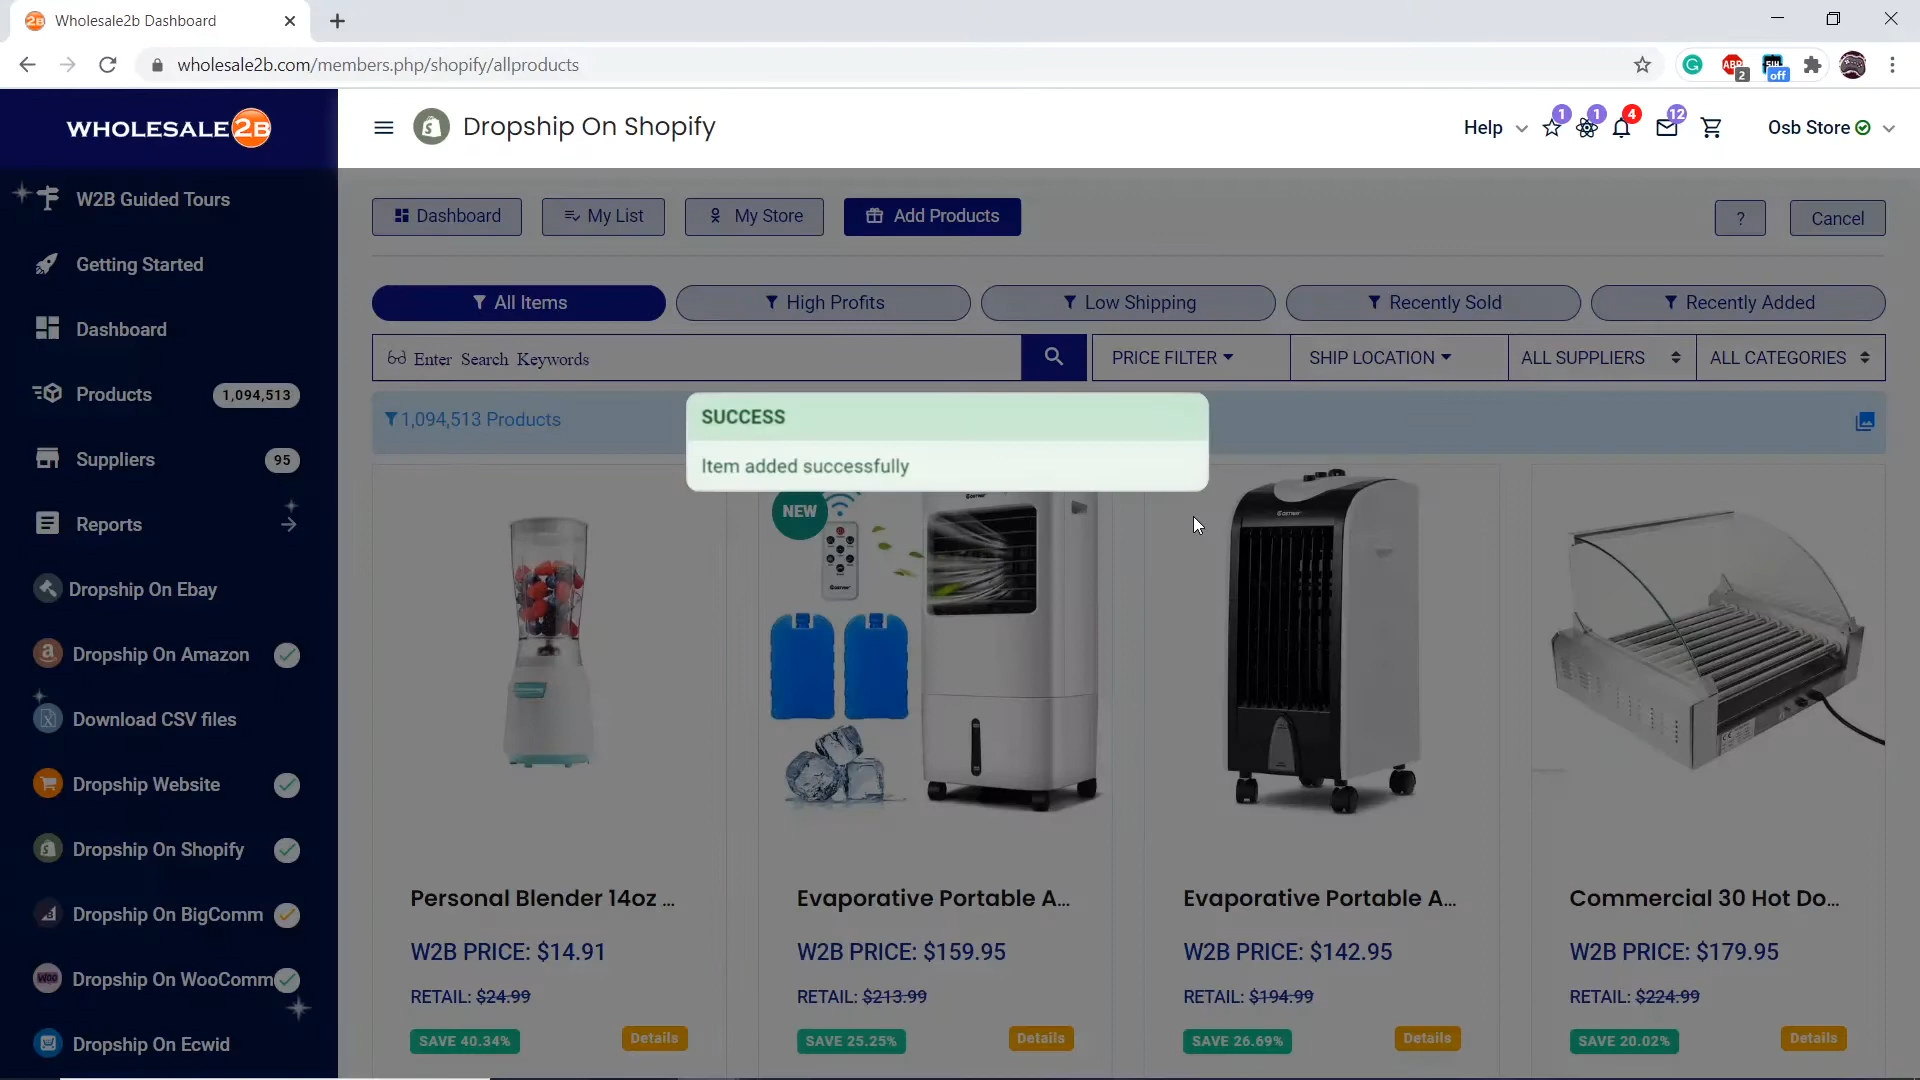 Wholesale2b Dashboard
wholesale2b.com/members.php/shopify/allproducts
ABP
2
off
WHOLESALE2B
Dropship On Shopify
Help
1
1
4
12
Osb Store
W2B Guided Tours
Getting Started
Dashboard
Products
1,094,513
Suppliers
95
Reports
Dropship On Ebay
Dropship On Amazon
Download CSV files
Dropship Website
Dropship On Shopify
Dropship On BigComm
Dropship On WooComm
Dropship On Ecwid
Dashboard
My List
My Store
Add Products
?
Cancel
All Items
High Profits
Low Shipping
Recently Sold
Recently Added
Enter Search Keywords
PRICE FILTER
SHIP LOCATION
ALL SUPPLIERS
ALL CATEGORIES
1,094,513 Products
SUCCESS
Item added successfully
NEW
Personal Blender 14oz ...
W2B PRICE: $14.91
RETAIL: $24.99
SAVE 40.34%
Details
Evaporative Portable A...
W2B PRICE: $159.95
RETAIL: $213.99
SAVE 25.25%
Details
Evaporative Portable A...
W2B PRICE: $142.95
RETAIL: $194.99
SAVE 26.69%
Details
Commercial 30 Hot Do...
W2B PRICE: $179.95
RETAIL: $224.99
SAVE 20.02%
Details